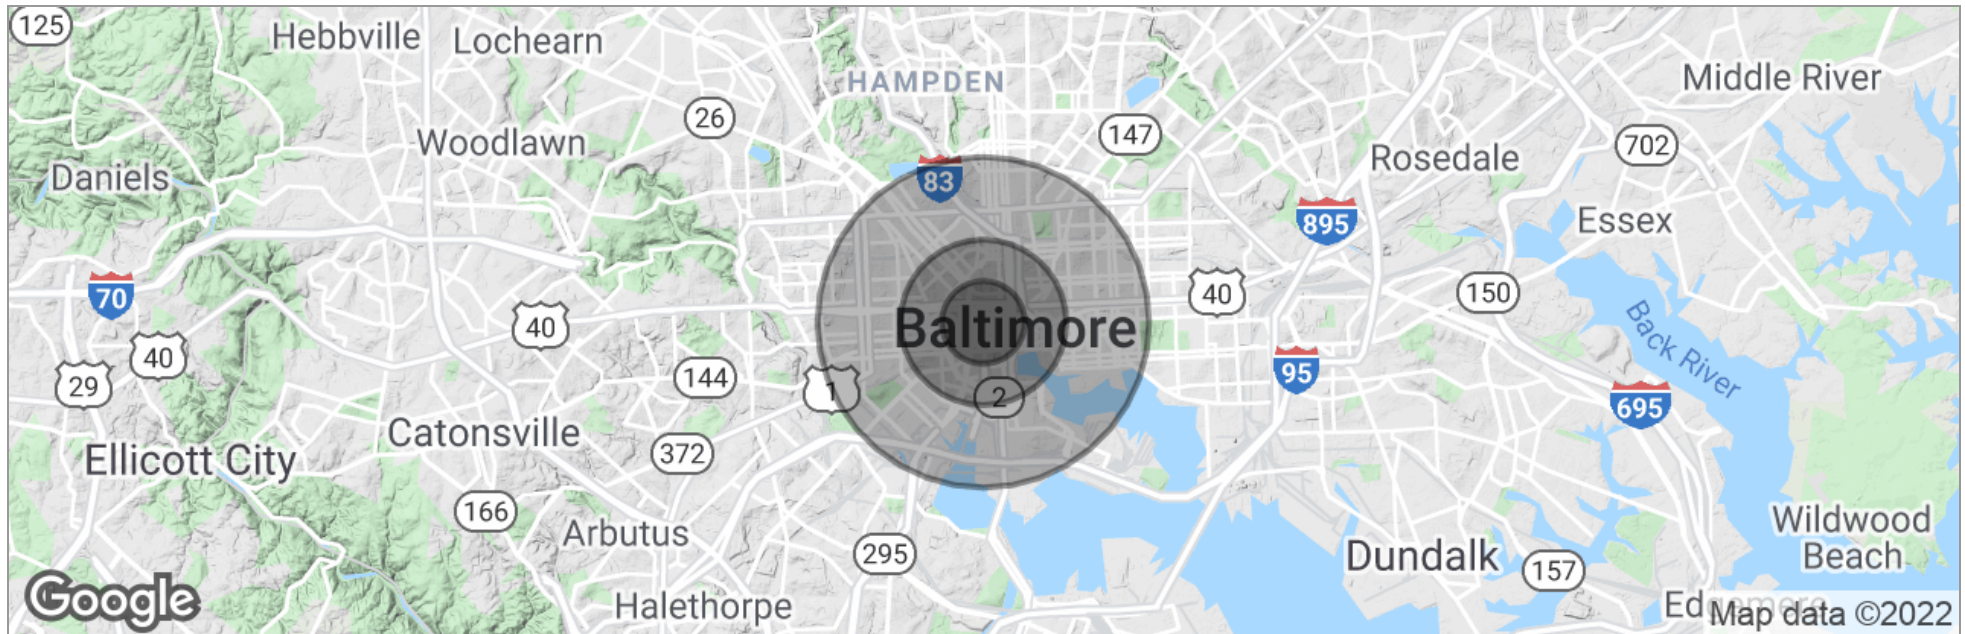 125
Hebbville
Lochearn
HAMPDEN
Middle River
26
147
702
Woodlawn
Rosedale
Daniels
83
895
Essex
70
40
150
40
Back River
Baltimore
40
29
144
1
2
95
695
Catonsville
372
Ellicott City
166
Arbutus
295
Dundalk
157
Wildwood
Beach
Google
Halethorpe
Edgemere
Map data ©2022